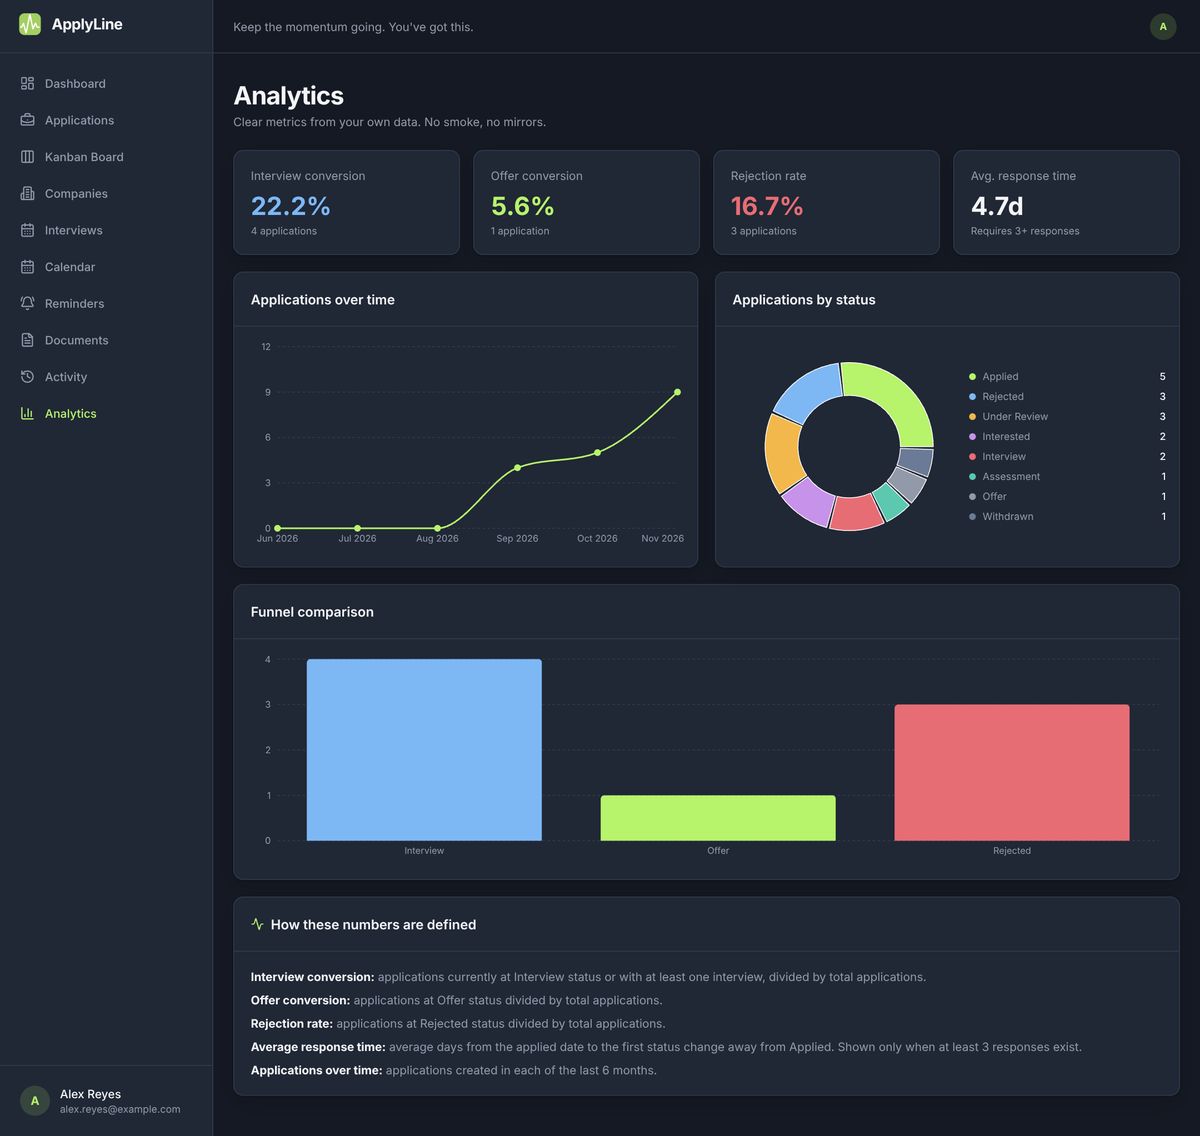 ApplyLine
Keep the momentum going. You've got this.
A
Dashboard
Applications
Kanban Board
Companies
Interviews
Calendar
Reminders
Documents
Activity
Analytics
Analytics
Clear metrics from your own data. No smoke, no mirrors.
Interview conversion
22.2%
4 applications
Offer conversion
5.6%
1 application
Rejection rate
16.7%
3 applications
Avg. response time
4.7d
Requires 3+ responses
Applications over time
12
9
6
3
0
Jun 2026 Jul 2026 Aug 2026 Sep 2026 Oct 2026 Nov 2026
Applications by status
Applied 5
Rejected 3
Under Review 3
Interested 2
Interview 2
Assessment 1
Offer 1
Withdrawn 1
Funnel comparison
4
3
2
1
0
Interview Offer Rejected
How these numbers are defined
Interview conversion: applications currently at Interview status or with at least one interview, divided by total applications.
Offer conversion: applications at Offer status divided by total applications.
Rejection rate: applications at Rejected status divided by total applications.
Average response time: average days from the applied date to the first status change away from Applied. Shown only when at least 3 responses exist.
Applications over time: applications created in each of the last 6 months.
A
Alex Reyes
alex.reyes@example.com